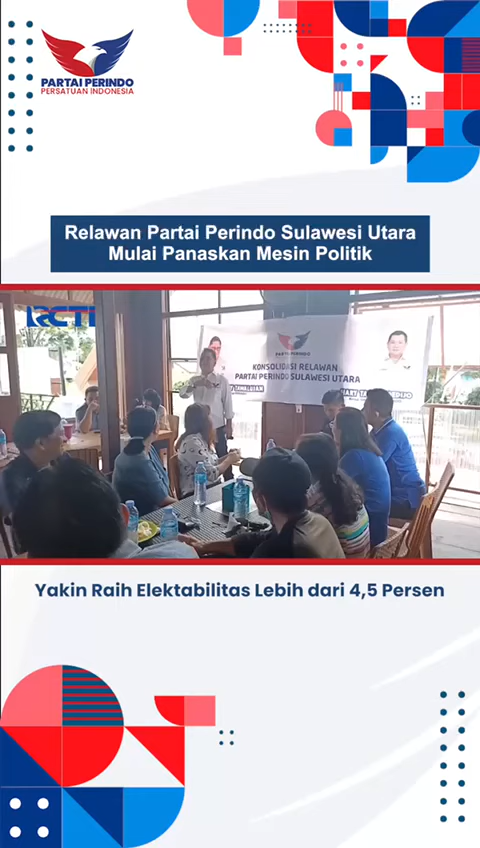 PARTAI PERINDO
PERSATUAN INDONESIA
Relawan Partai Perindo Sulawesi Utara
Mulai Panaskan Mesin Politik
RCTI
PARTAI PERINDO
KONSOLIDASI RELAWAN
PARTAI PERINDO SULAWESI UTARA
Yakin Raih Elektabilitas Lebih dari 4,5 Persen